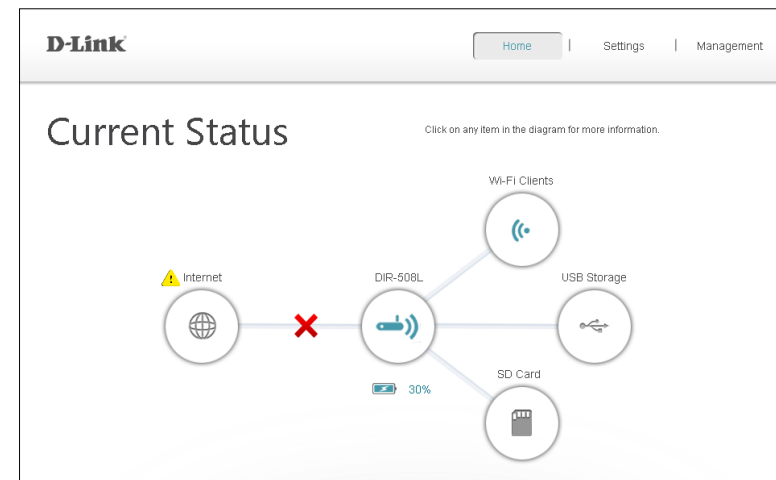 D-Link
Home | Settings | Management
Current Status
Click on any item in the diagram for more information.
Wi-Fi Clients
Internet
DIR-508L
USB Storage
30%
SD Card